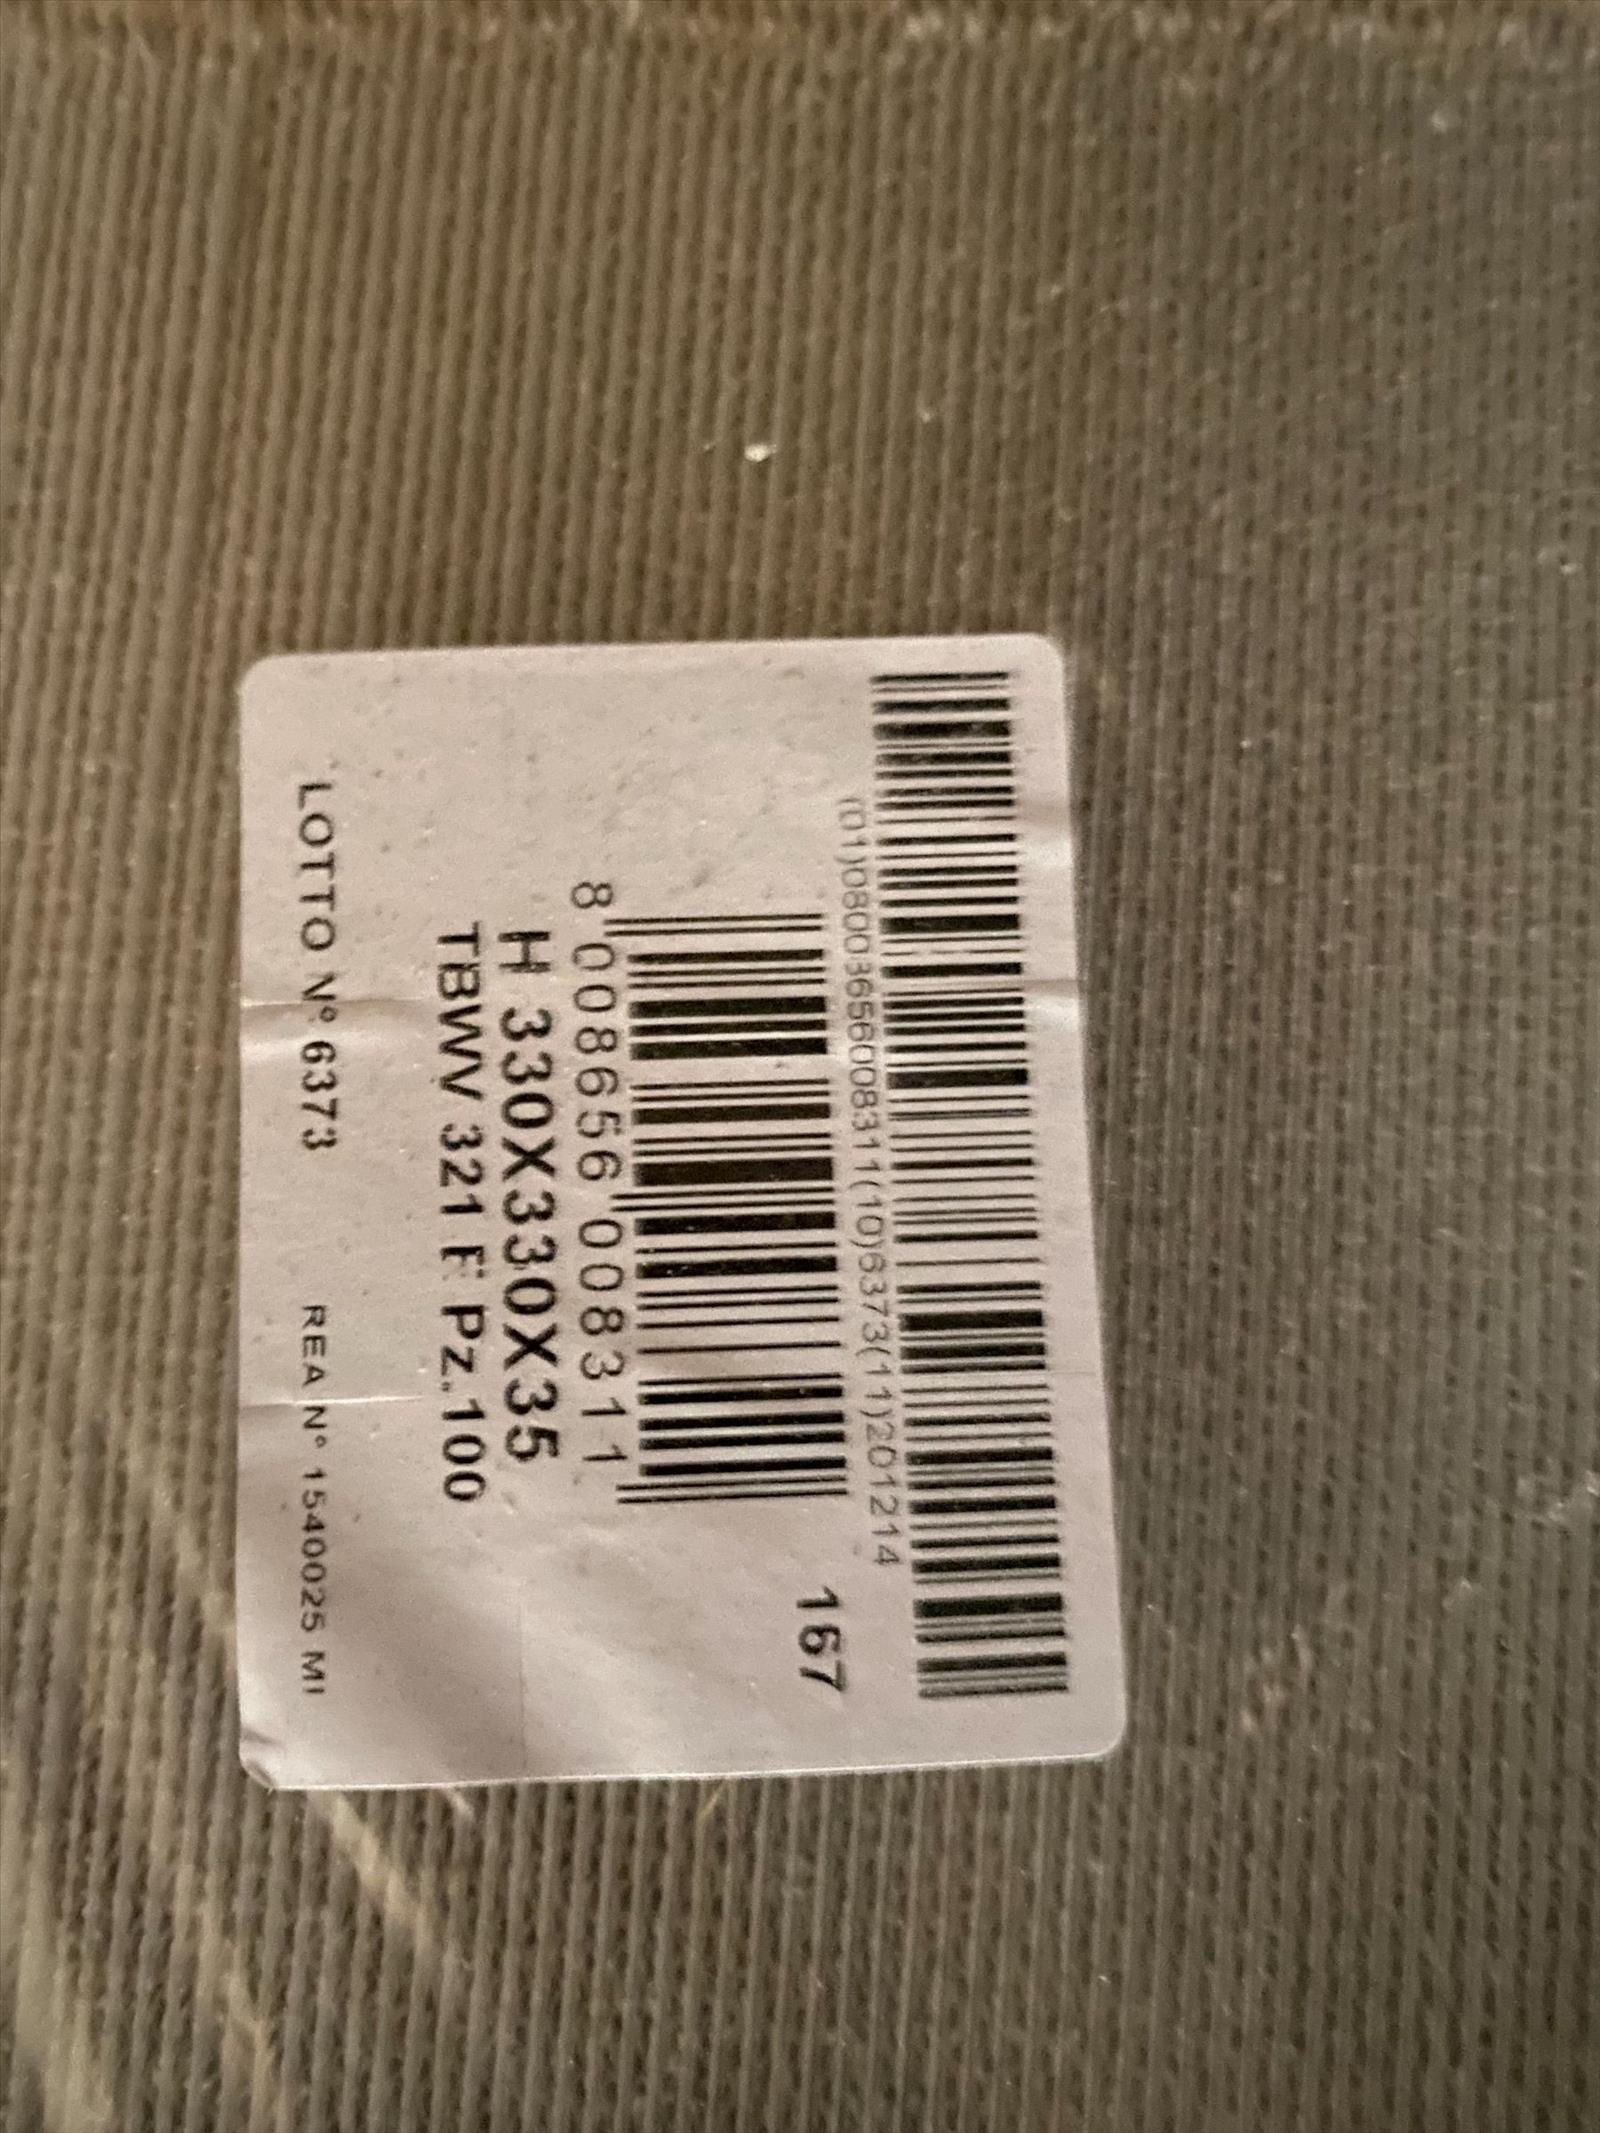 (01)08008656008311(10)6373(11)201214
167
8 008656 008311
H 330X330X35
TBWV 321 F Pz.100
LOTTO N° 6373 REA N° 1540025 MI